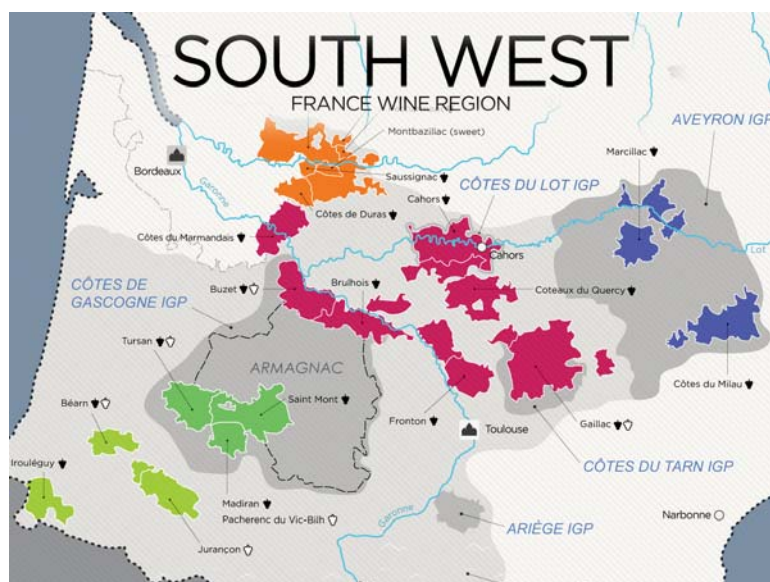 SOUTH WEST
FRANCE WINE REGION
Montbazillac (sweet)
AVEYRON IGP
Bordeaux
Saussignac
Marcillac
CÔTES DU LOT IGP
Garonne
Cahors
Côtes de Duras
Côtes du Marmandais
Cahors
Lot
CÔTES DE
GASCOGNE IGP
Buzet
Brulhois
Coteaux du Quercy
Tursan
ARMAGNAC
Béarn
Saint Mont
Côtes du Milau
Fronton
Toulouse
Gaillac
CÔTES DU TARN IGP
irouléguy
Madiran
Pacherenc du Vic-Bilh
Garonne
ARIÈGE IGP
Narbonne
Jurançon